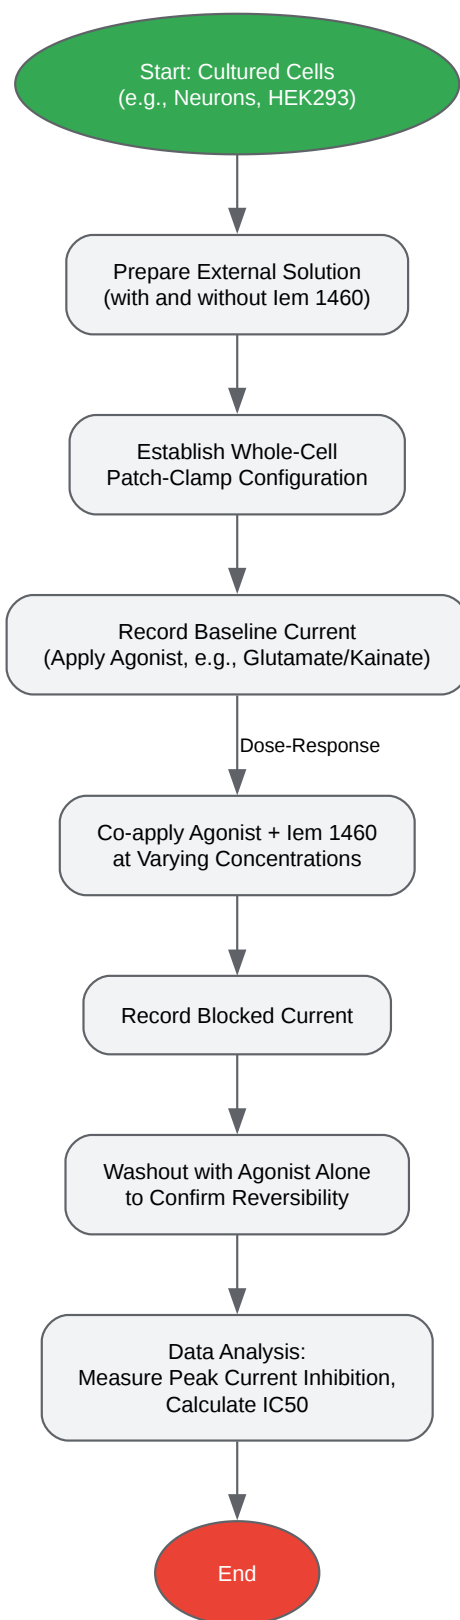 Start: Cultured Cells
(e.g., Neurons, HEK293)
Prepare External Solution
(with and without Iem 1460)
Establish Whole-Cell
Patch-Clamp Configuration
Record Baseline Current
(Apply Agonist, e.g., Glutamate/Kainate)
Dose-Response
Co-apply Agonist + Iem 1460
at Varying Concentrations
Record Blocked Current
Washout with Agonist Alone
to Confirm Reversibility
Data Analysis:
Measure Peak Current Inhibition,
Calculate IC50
End